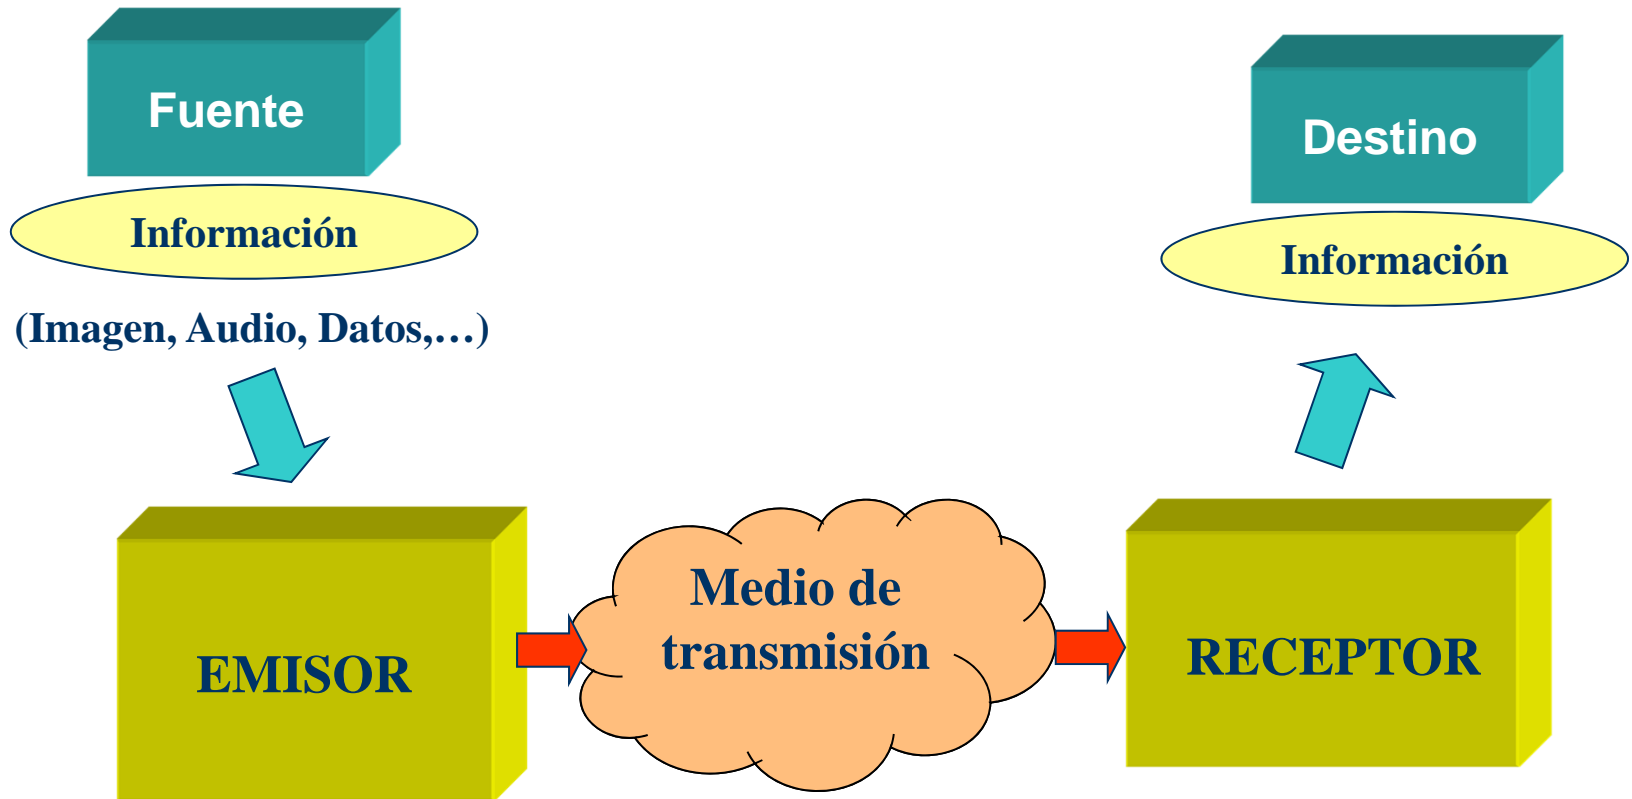 Fuente
Información
(Imagen, Audio, Datos,…)
EMISOR
Medio de
transmisión
RECEPTOR
Destino
Información